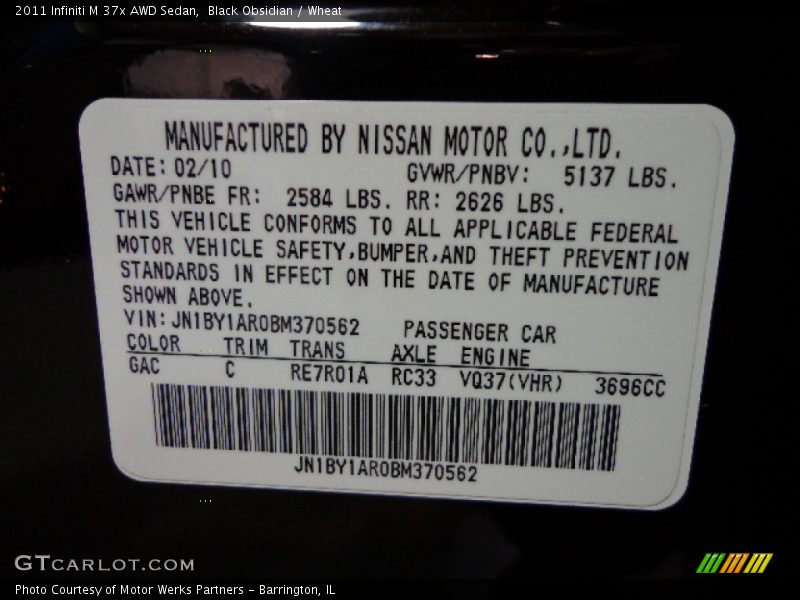 2011 Infiniti M 37x AWD Sedan,  Black Obsidian / Wheat
MANUFACTURED BY NISSAN MOTOR CO.,LTD.
DATE: 02/10 GVWR/PNBV: 5137 LBS.
GAWR/PNBE FR: 2584 LBS. RR: 2626 LBS.
THIS VEHICLE CONFORMS TO ALL APPLICABLE FEDERAL
MOTOR VEHICLE SAFETY,BUMPER,AND THEFT PREVENTION
STANDARDS IN EFFECT ON THE DATE OF MANUFACTURE
SHOWN ABOVE.
VIN: JN1BY1AR0BM370562 PASSENGER CAR
COLOR TRIM TRANS AXLE ENGINE
GAC C RE7R01A RC33 VQ37(VHR) 3696CC
JN1BY1AR0BM370562
GTCARLOT.COM
Photo Courtesy of Motor Werks Partners - Barrington, IL